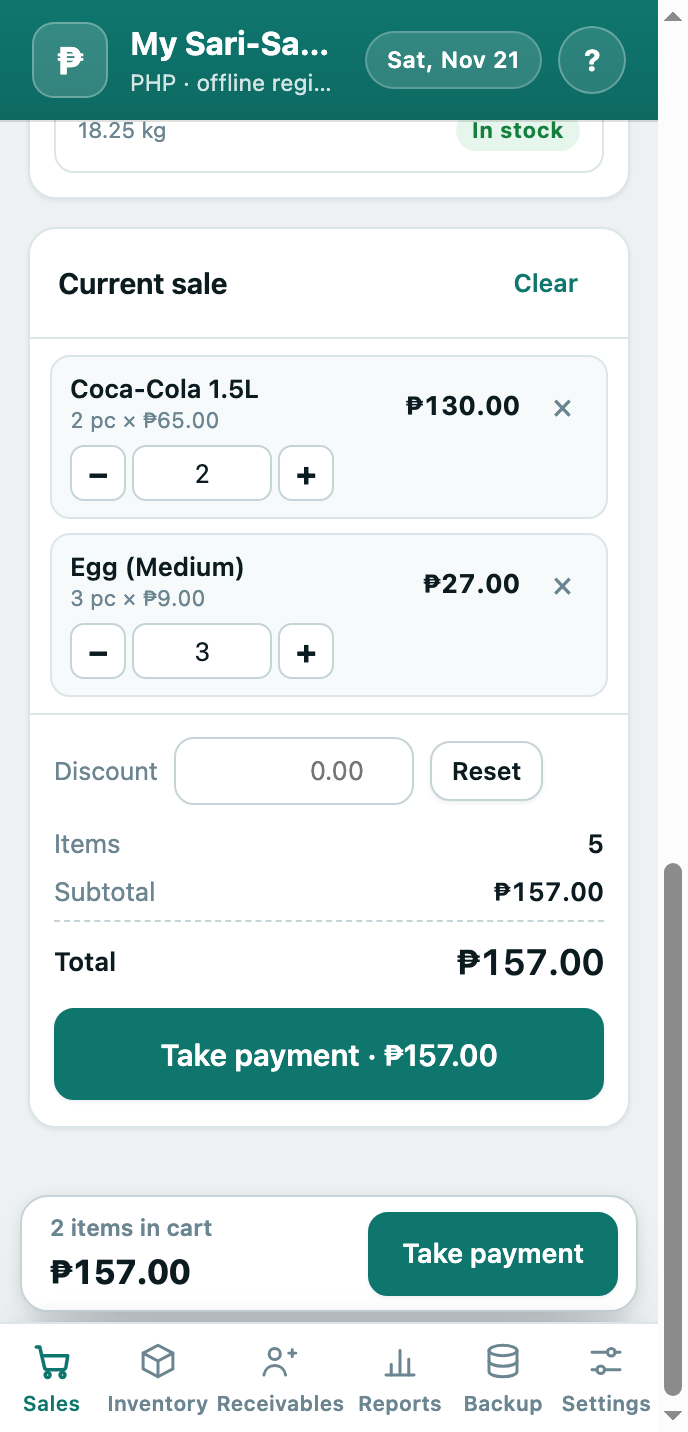 ₱
My Sari-Sa...
PHP · offline regi...
Sat, Nov 21
?
18.25 kg
In stock
Current sale
Clear
Coca-Cola 1.5L
2 pc × ₱65.00
₱130.00
×
−
2
+
Egg (Medium)
3 pc × ₱9.00
₱27.00
×
−
3
+
Discount
0.00
Reset
Items
5
Subtotal
₱157.00
Total
₱157.00
Take payment · ₱157.00
2 items in cart
₱157.00
Take payment
Sales
Inventory
Receivables
Reports
Backup
Settings